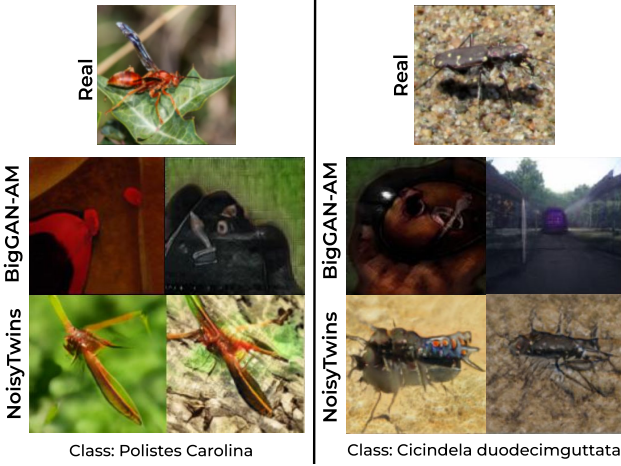 Real
BigGAN-AM
NoisyTwins
Class: Polistes Carolina
Real
BigGAN-AM
NoisyTwins
Class: Cicindela duodecimguttata